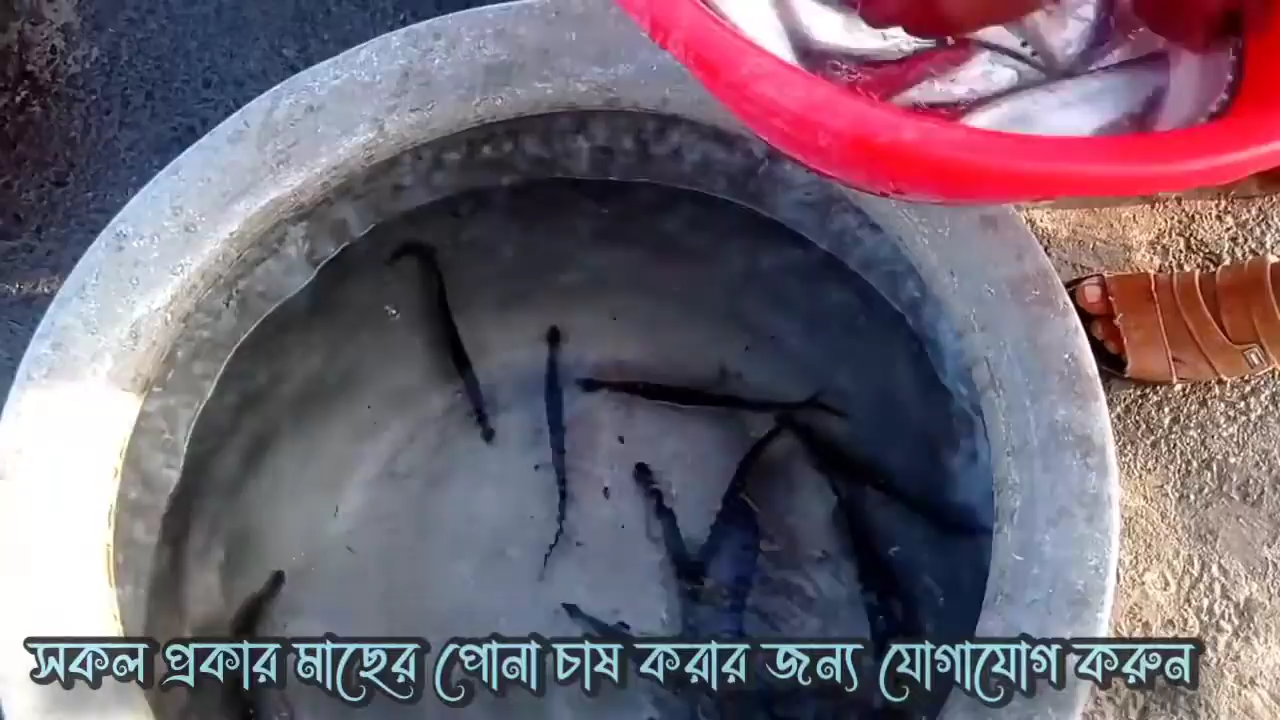 সকল প্রকার মাছের পোনা চাষ করার জন্য যোগাযোগ করুন